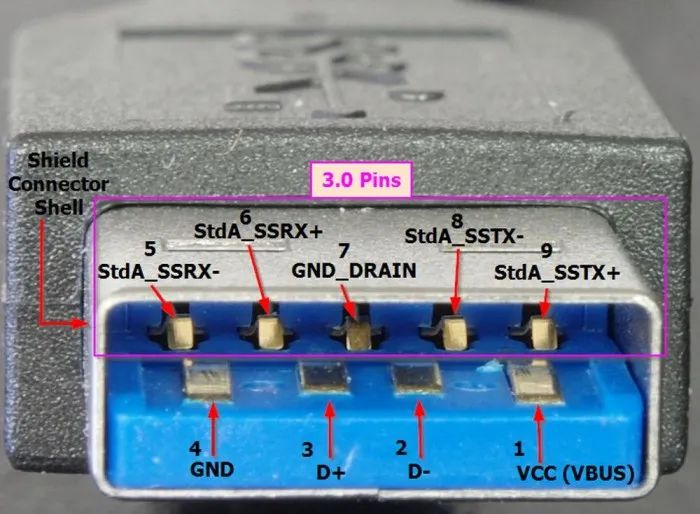 Shield
Connector
Shell
3.0 Pins
5
StdA_SSRX-
6
StdA_SSRX+
7
GND_DRAIN
8
StdA_SSTX-
9
StdA_SSTX+
4
GND
3
D+
2
D-
1
VCC (VBUS)